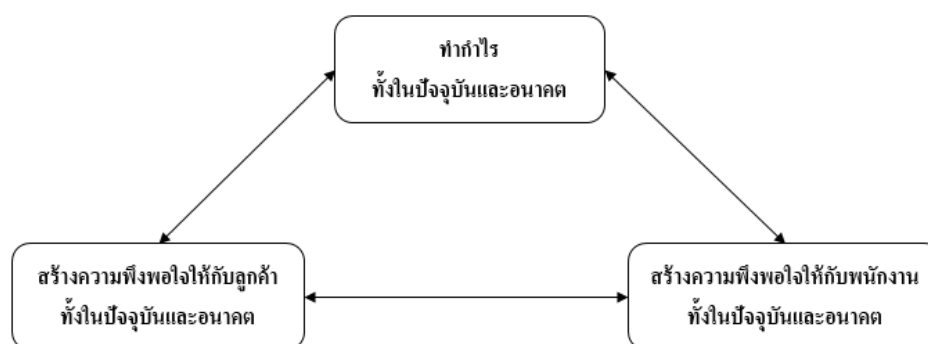 ทำกำไร
ทั้งในปัจจุบันและอนาคต
สร้างความพึงพอใจให้กับลูกค้า
ทั้งในปัจจุบันและอนาคต
สร้างความพึงพอใจให้กับพนักงาน
ทั้งในปัจจุบันและอนาคต